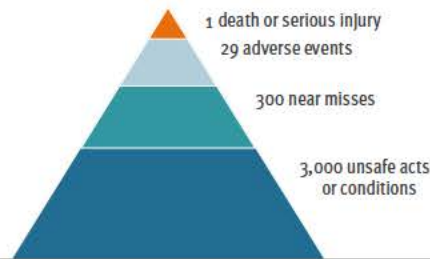 1 death or serious injury
29 adverse events
300 near misses
3,000 unsafe acts
or conditions